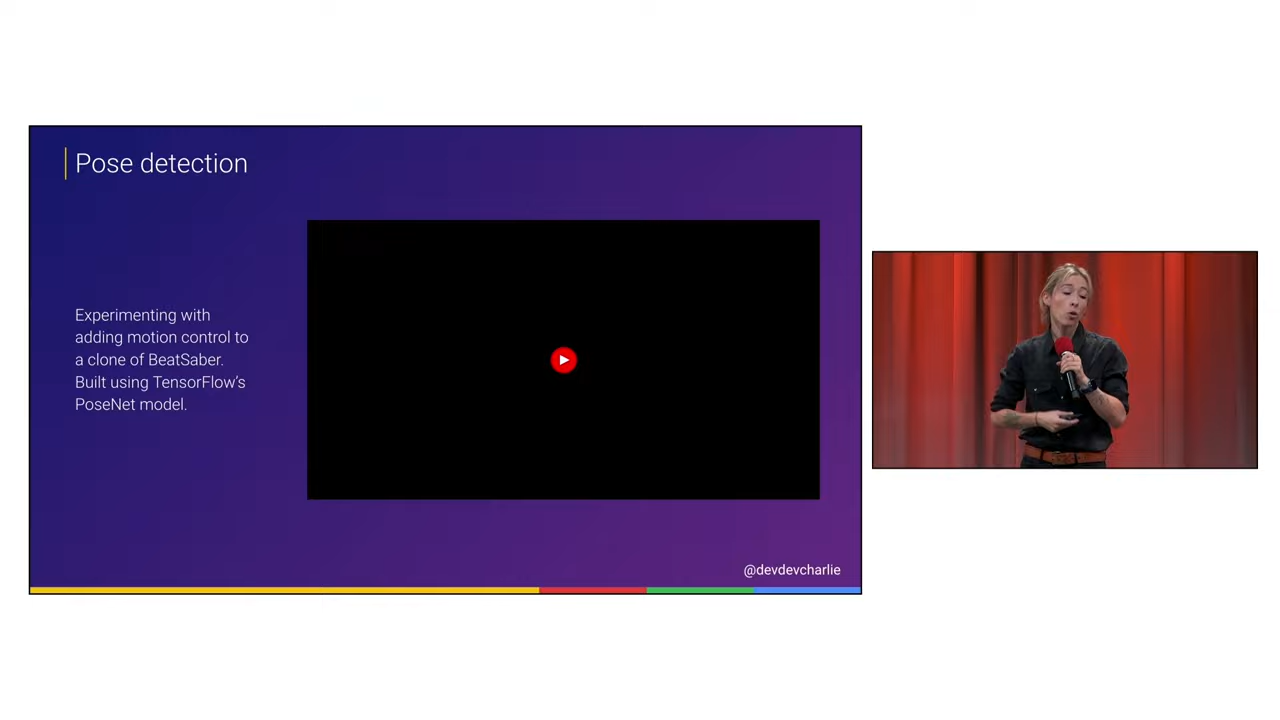 Pose detection
Experimenting with
adding motion control to
a clone of BeatSaber.
Built using TensorFlow’s
PoseNet model.
@devdevcharlie